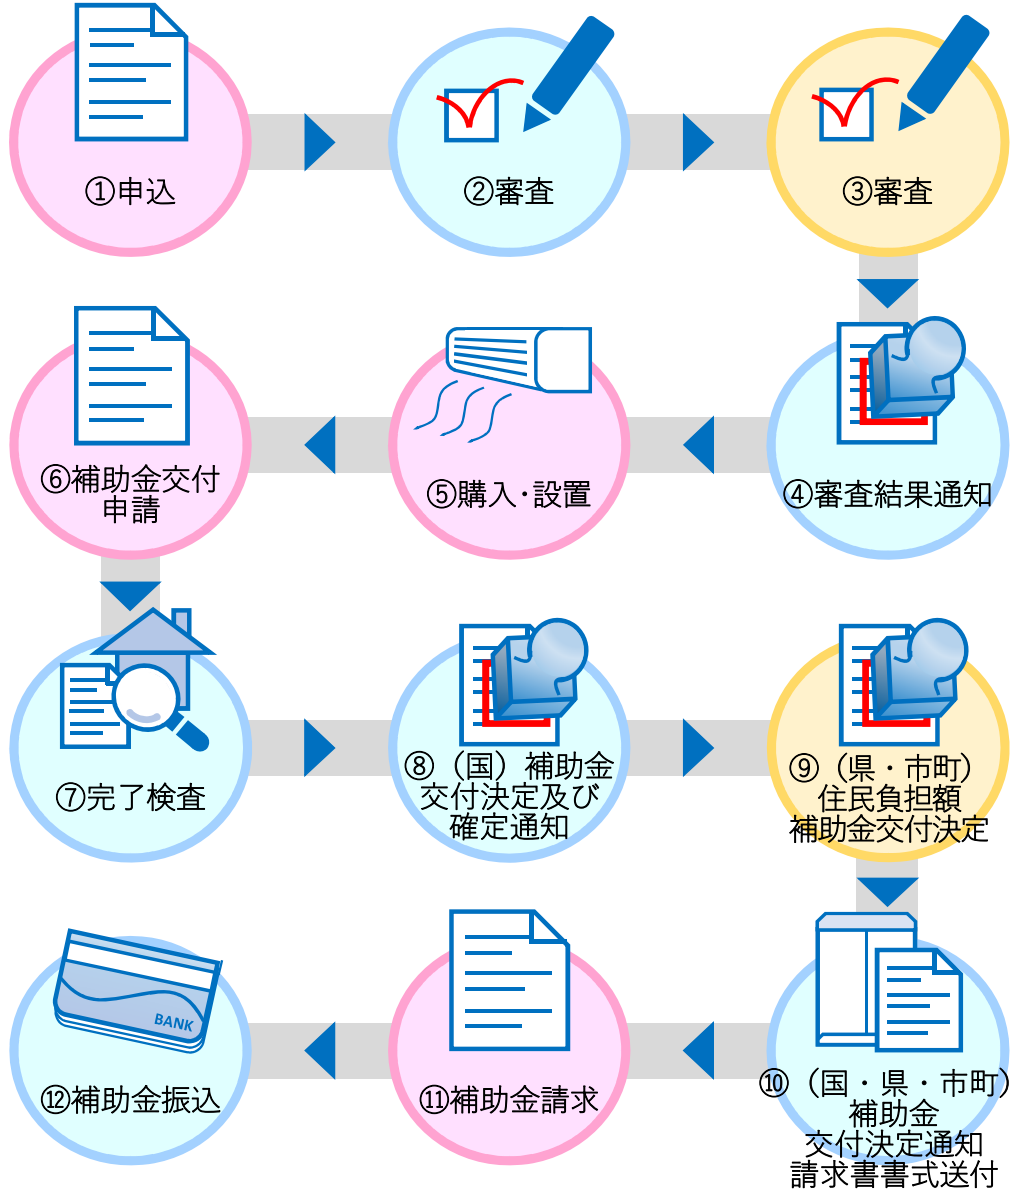 ①申込
②審査
③審査
④審査結果通知
⑤購入・設置
⑥補助金交付
申請
⑦完了検査
⑧（国）補助金
交付決定及び
確定通知
⑨（県・市町）
住民負担額
補助金交付決定
⑩（国・県・市町）
補助金
交付決定通知
請求書書式送付
⑪補助金請求
⑫補助金振込
BANK